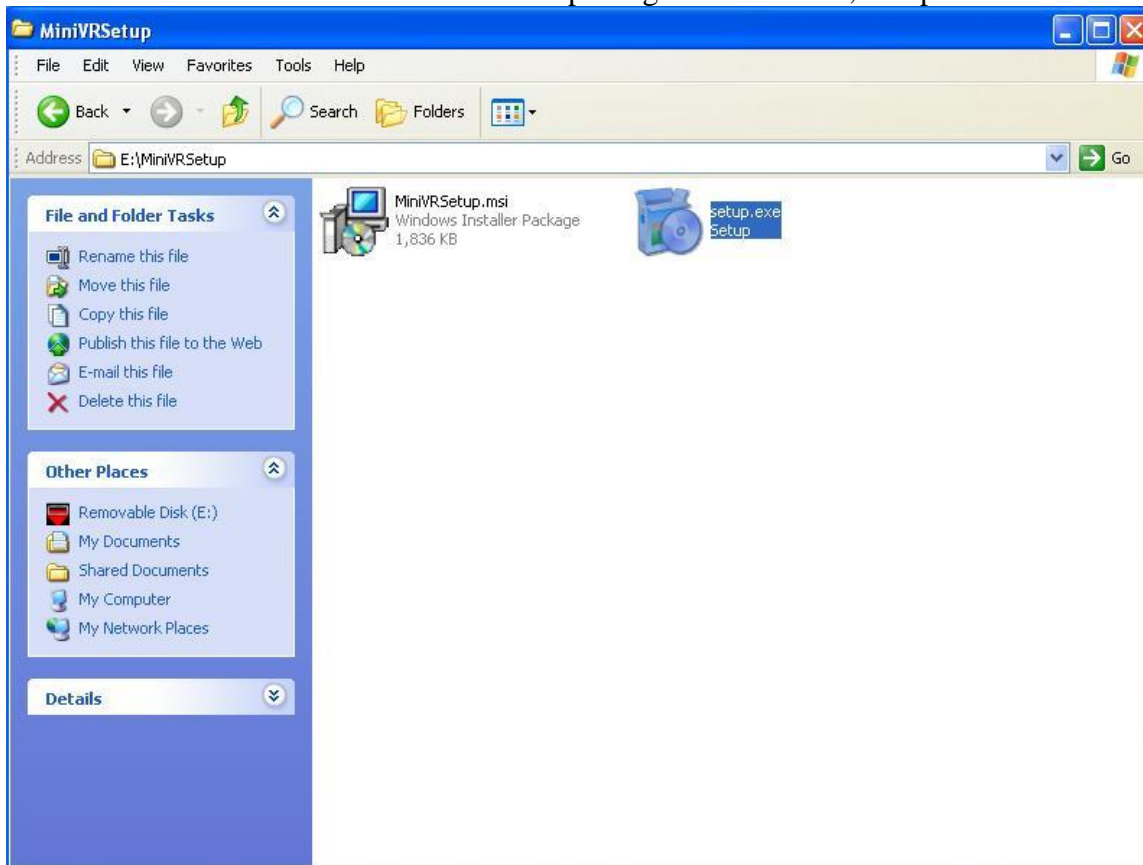 MiniVRSetup
File Edit View Favorites Tools Help
Back Search Folders
Address E:\MiniVRSetup Go
File and Folder Tasks
Rename this file
Move this file
Copy this file
Publish this file to the Web
E-mail this file
Delete this file
Other Places
Removable Disk (E:)
My Documents
Shared Documents
My Computer
My Network Places
Details
MiniVRSetup.msi
Windows Installer Package
1,836 KB
setup.exe
Setup